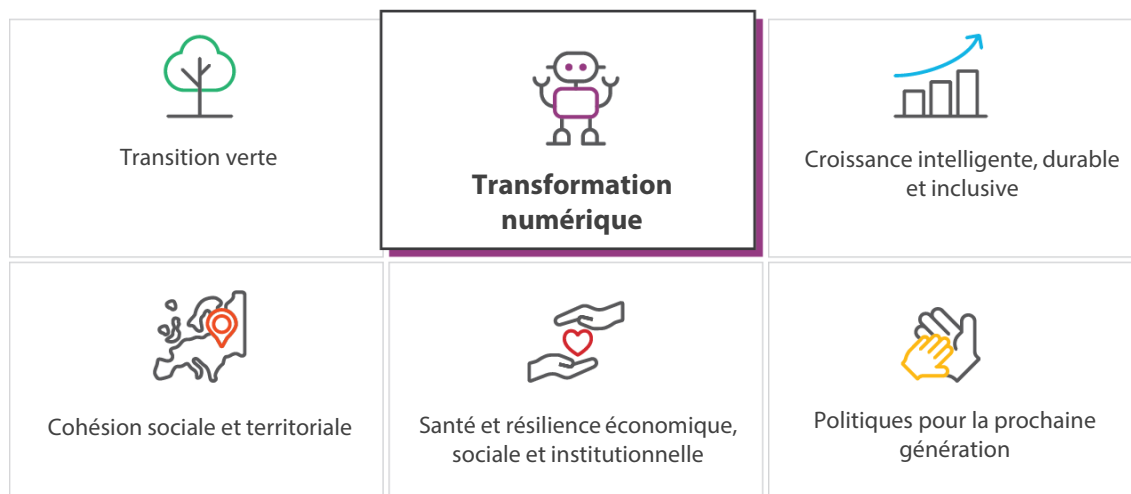 Transition verte
Transformation
numérique
Croissance intelligente, durable
et inclusive
Cohésion sociale et territoriale
Santé et résilience économique,
sociale et institutionnelle
Politiques pour la prochaine
génération